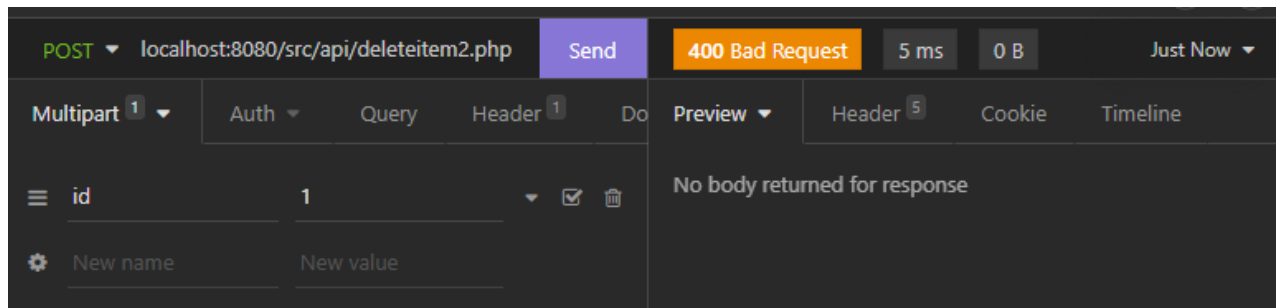 POST localhost:8080/src/api/deleteitem2.php Send 400 Bad Request 5 ms 0 B Just Now
Multipart 1 Auth Query Header 1 Do Preview Header 5 Cookie Timeline
id 1 No body returned for response
New name New value